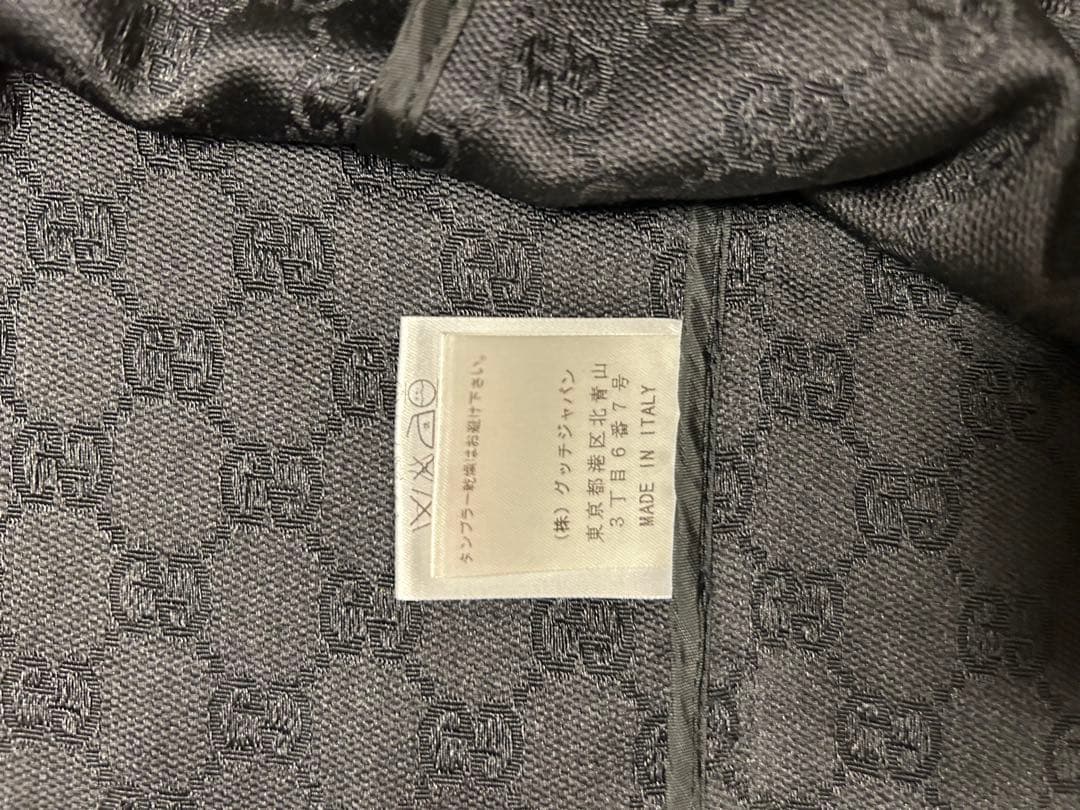 タンブラー乾燥はお避け下さい。
(株)グッチジャパン
東京都港区北青山
3丁目6番7号
MADE IN ITALY